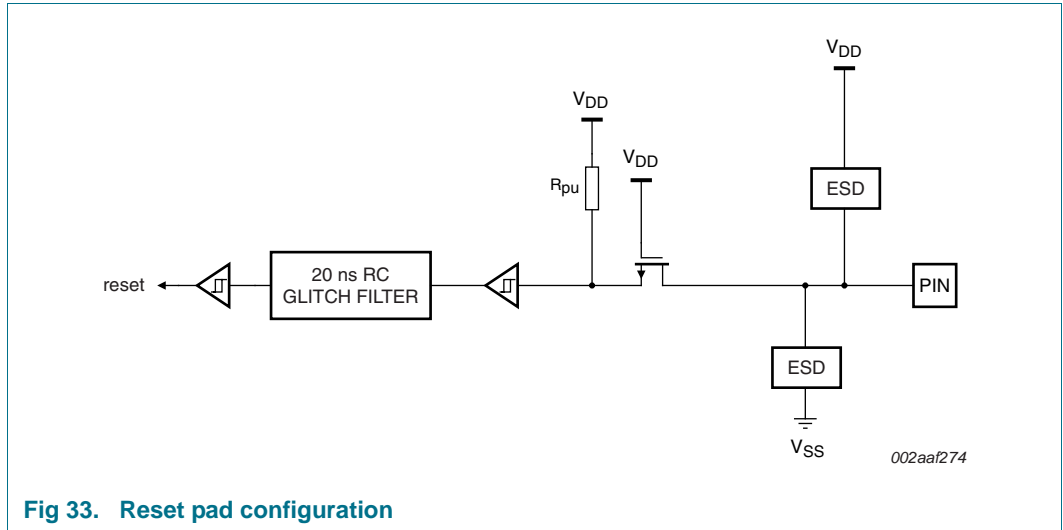 VDD
VDD
VDD
Rpu
ESD
reset
20 ns RC
GLITCH FILTER
PIN
ESD
VSS
002aaf274
Fig 33. Reset pad configuration